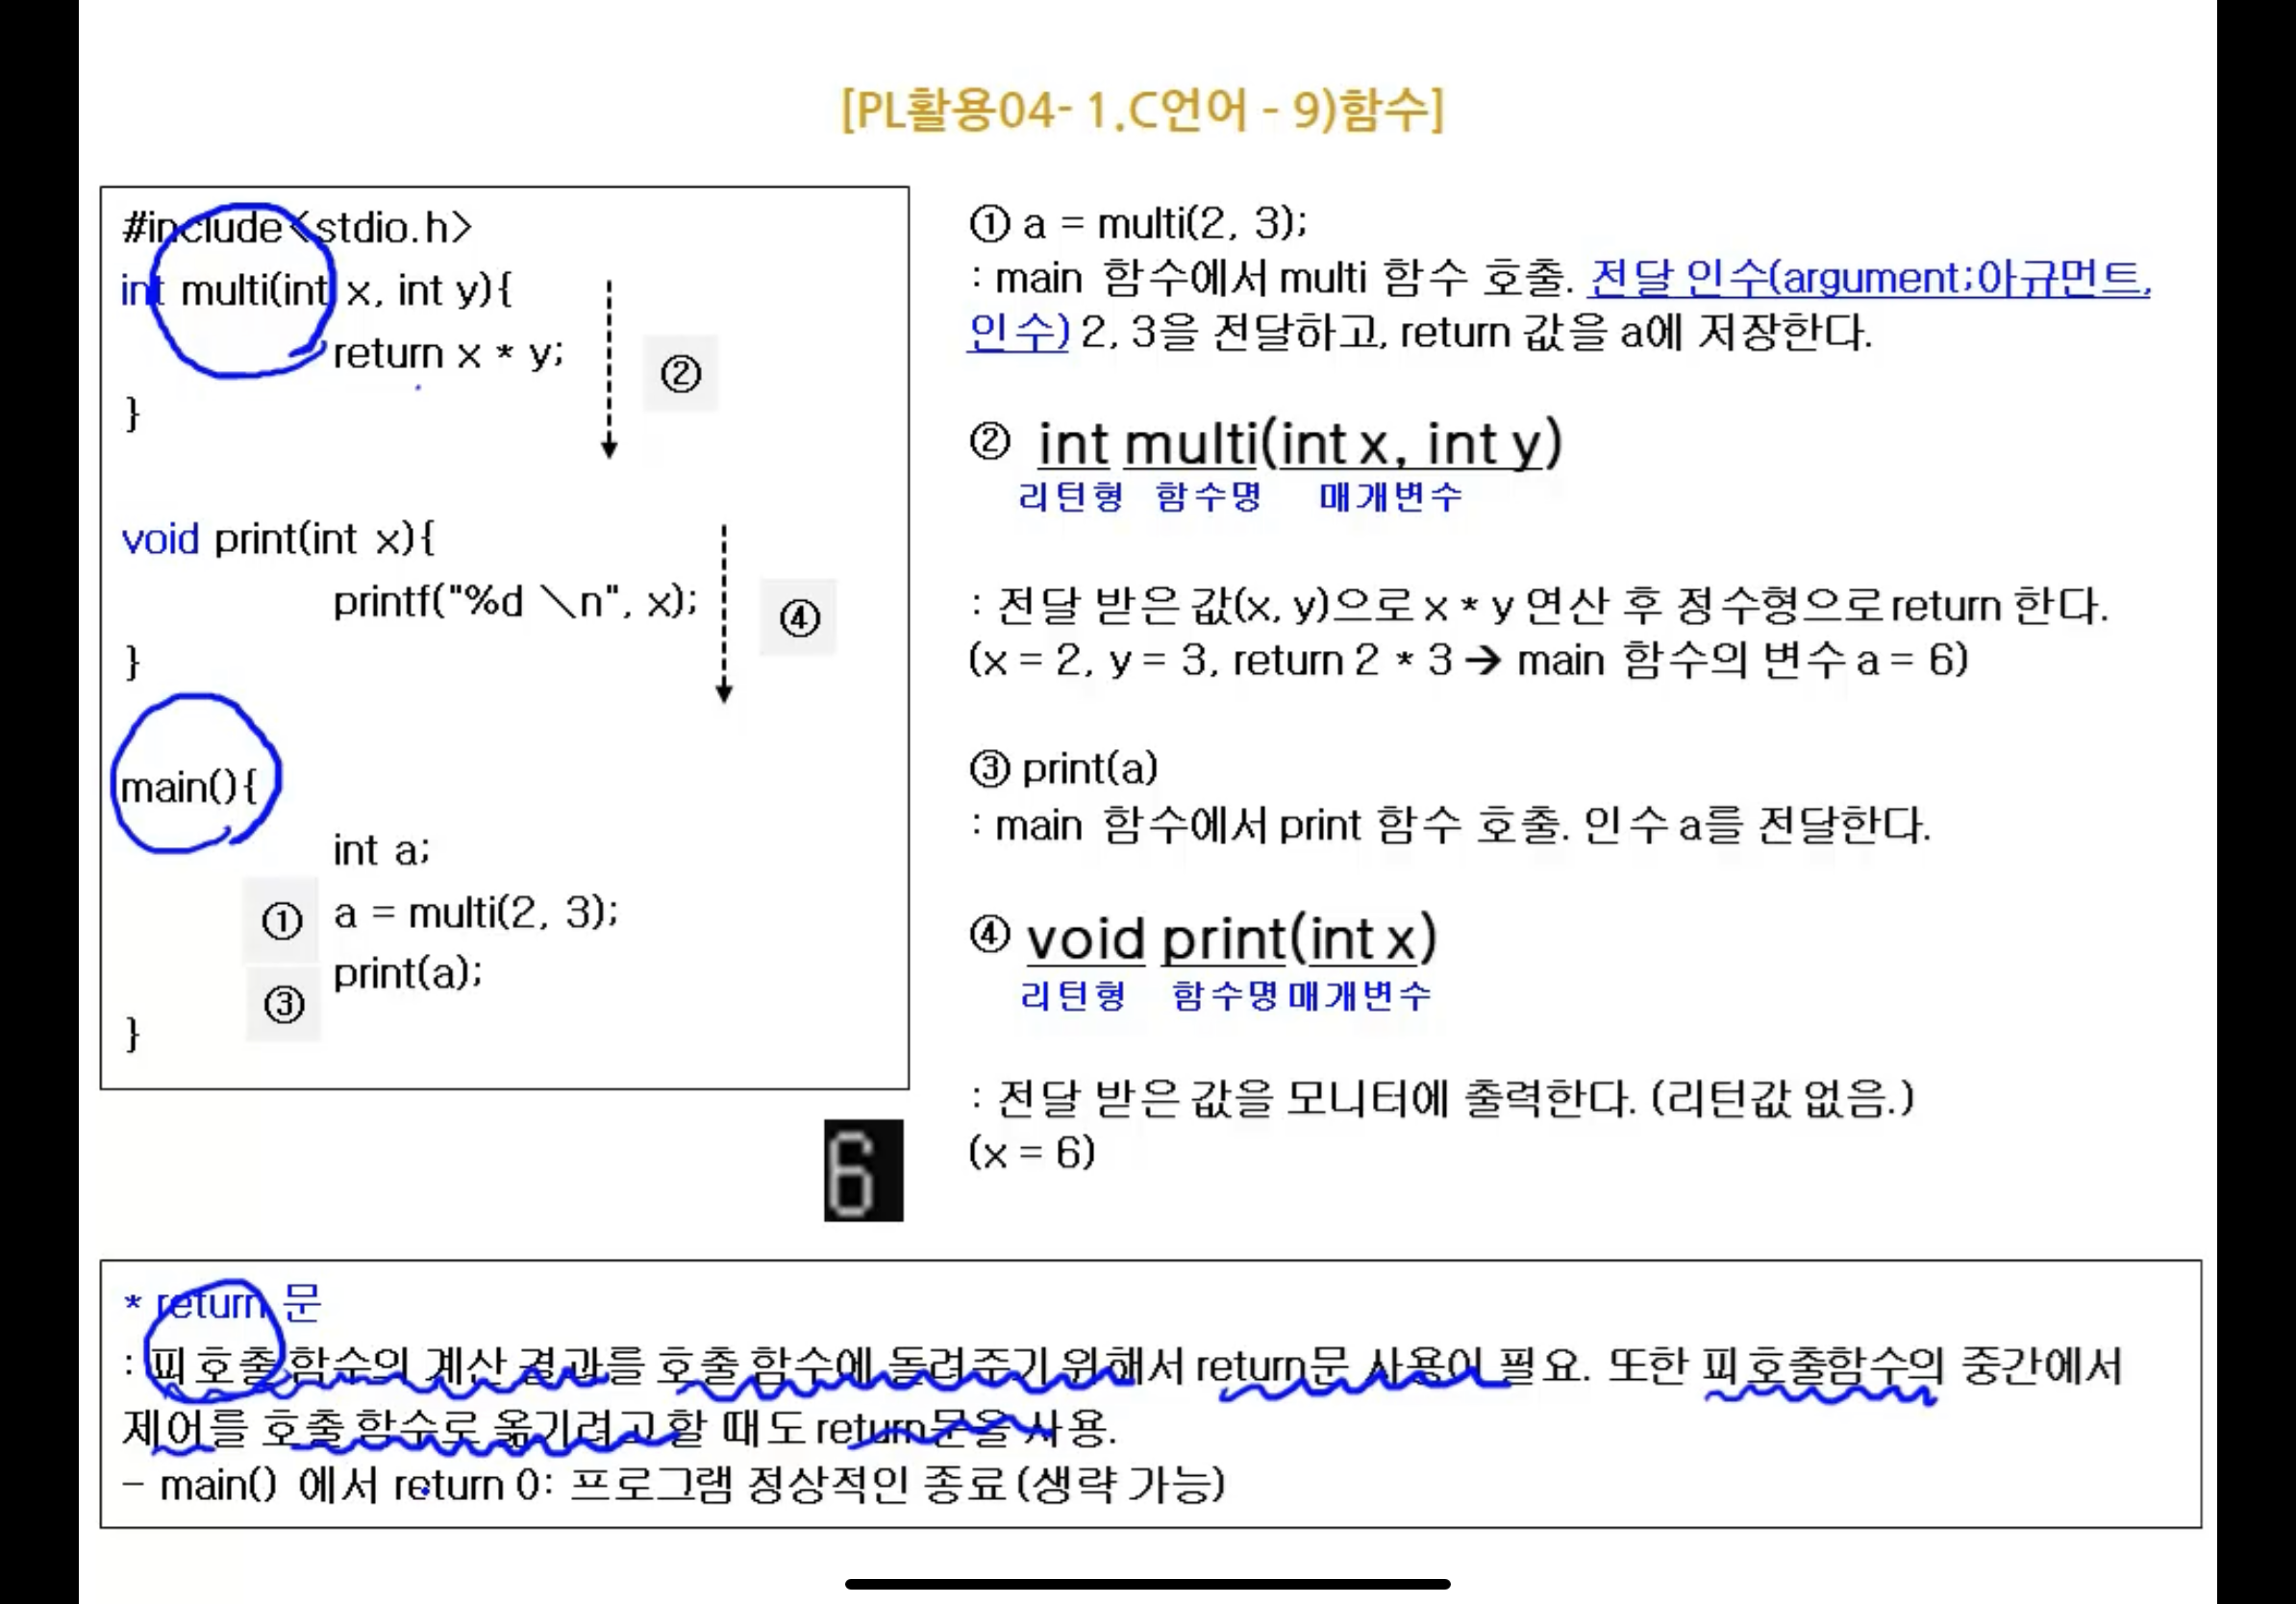 [PL활용04- 1.C언어 - 9)함수]
#include<stdio.h>
int multi(int x, int y){
return x * y;
②
}
void print(int x){
printf("%d \n", x);
④
}
main(){
int a;
① a = multi(2, 3);
③ print(a);
}
6
① a = multi(2, 3);
: main 함수에서 multi 함수 호출. 전달 인수(argument;아규먼트,
인수) 2, 3을 전달하고, return 값을 a에 저장한다.
② int multi(int x, int y)
리턴형 함수명 매개변수
: 전달 받은 값(x, y)으로 x * y 연산 후 정수형으로 return 한다.
(x = 2, y = 3, return 2 * 3 → main 함수의 변수 a = 6)
③ print(a)
: main 함수에서 print 함수 호출. 인수 a를 전달한다.
④ void print(int x)
리턴형 함수명 매개변수
: 전달 받은 값을 모니터에 출력한다. (리턴값 없음.)
(x = 6)
* return 문
: 피호출함수의 계산 결과를 호출함수에 돌려주기 위해서 return문 사용이 필요. 또한 피호출함수의 중간에서
제어를 호출함수로 옮기려고 할 때도 return문을 사용.
- main() 에서 return 0: 프로그램 정상적인 종료(생략 가능)